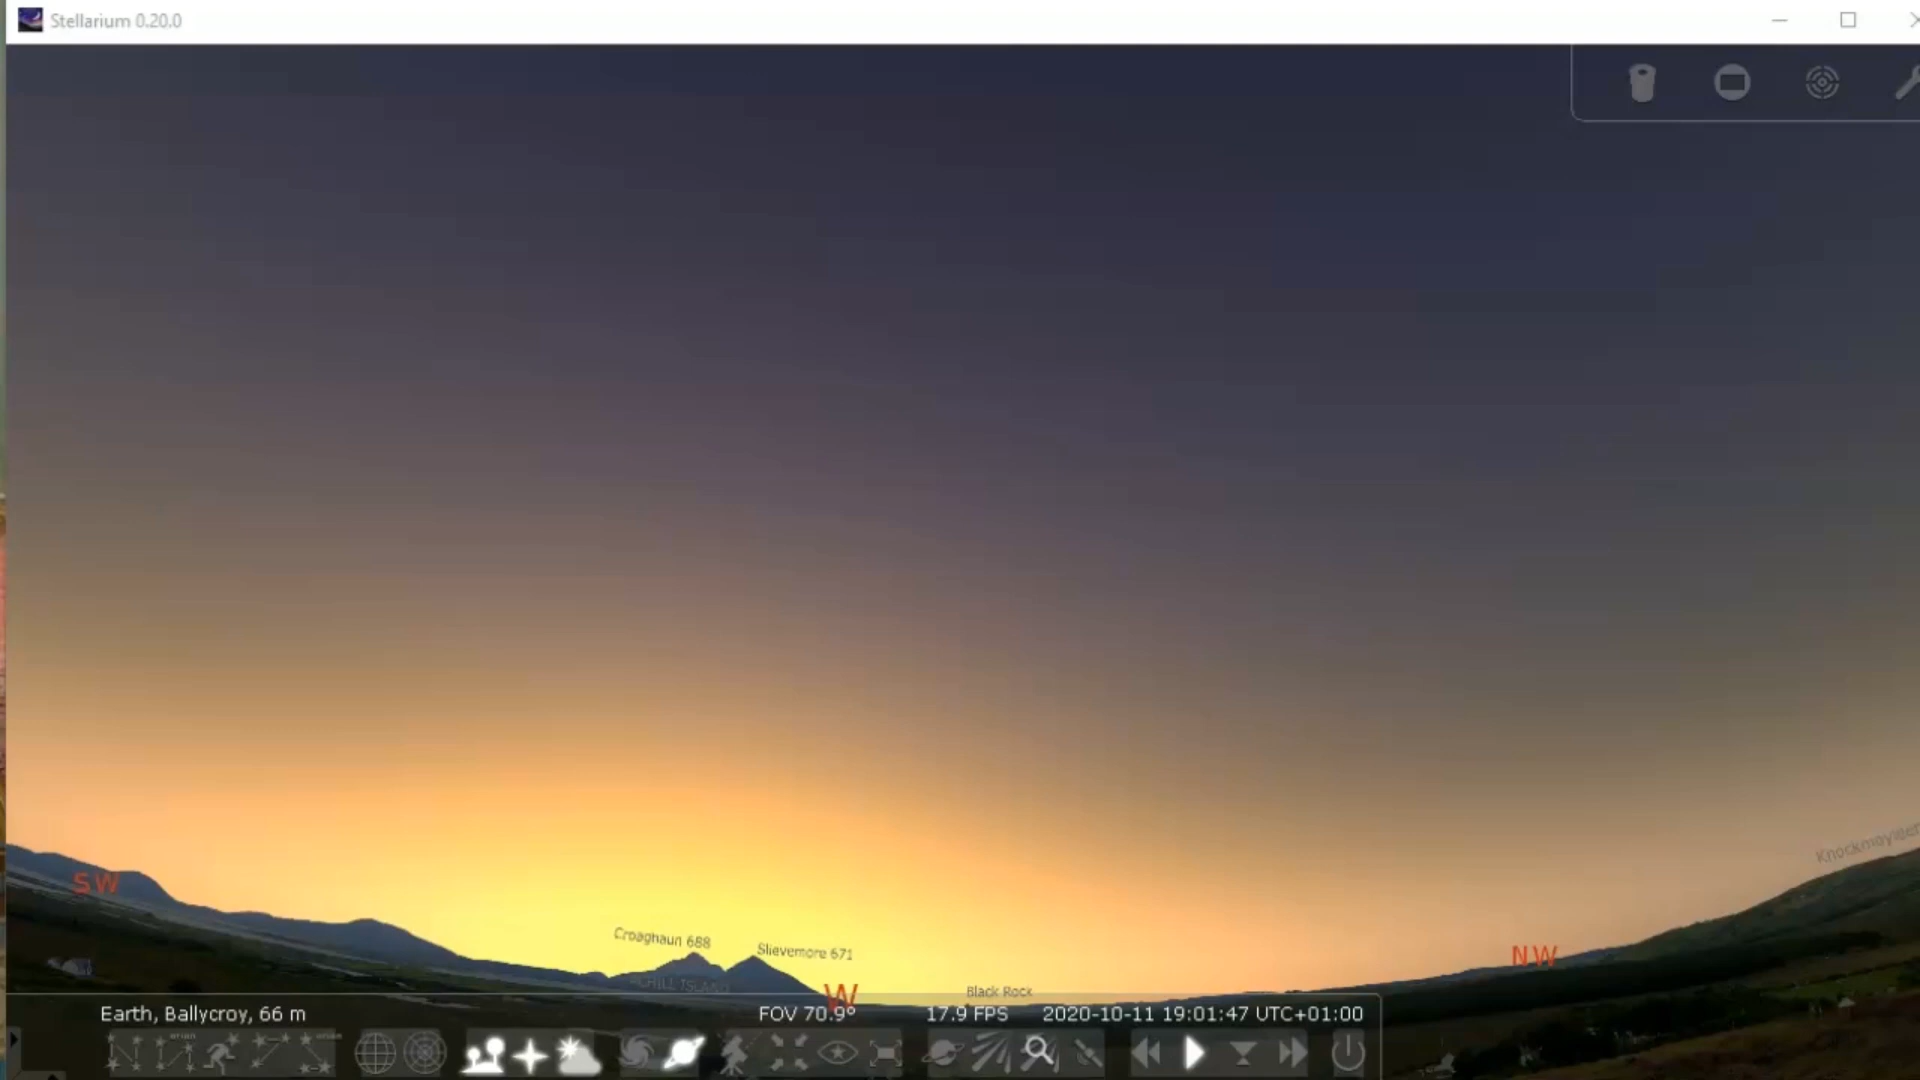 Stellarium 0.20.0
SW
Croaghaun 688
Slievemore 671
W
Black Rock
NW
Earth, Ballycroy, 66 m
FOV 70.9°
17.9 FPS
2020-10-11 19:01:47 UTC+01:00